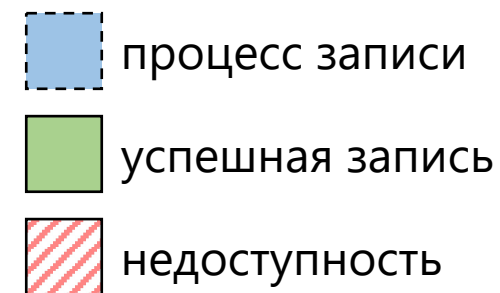 процесс записи
успешная запись
недоступность